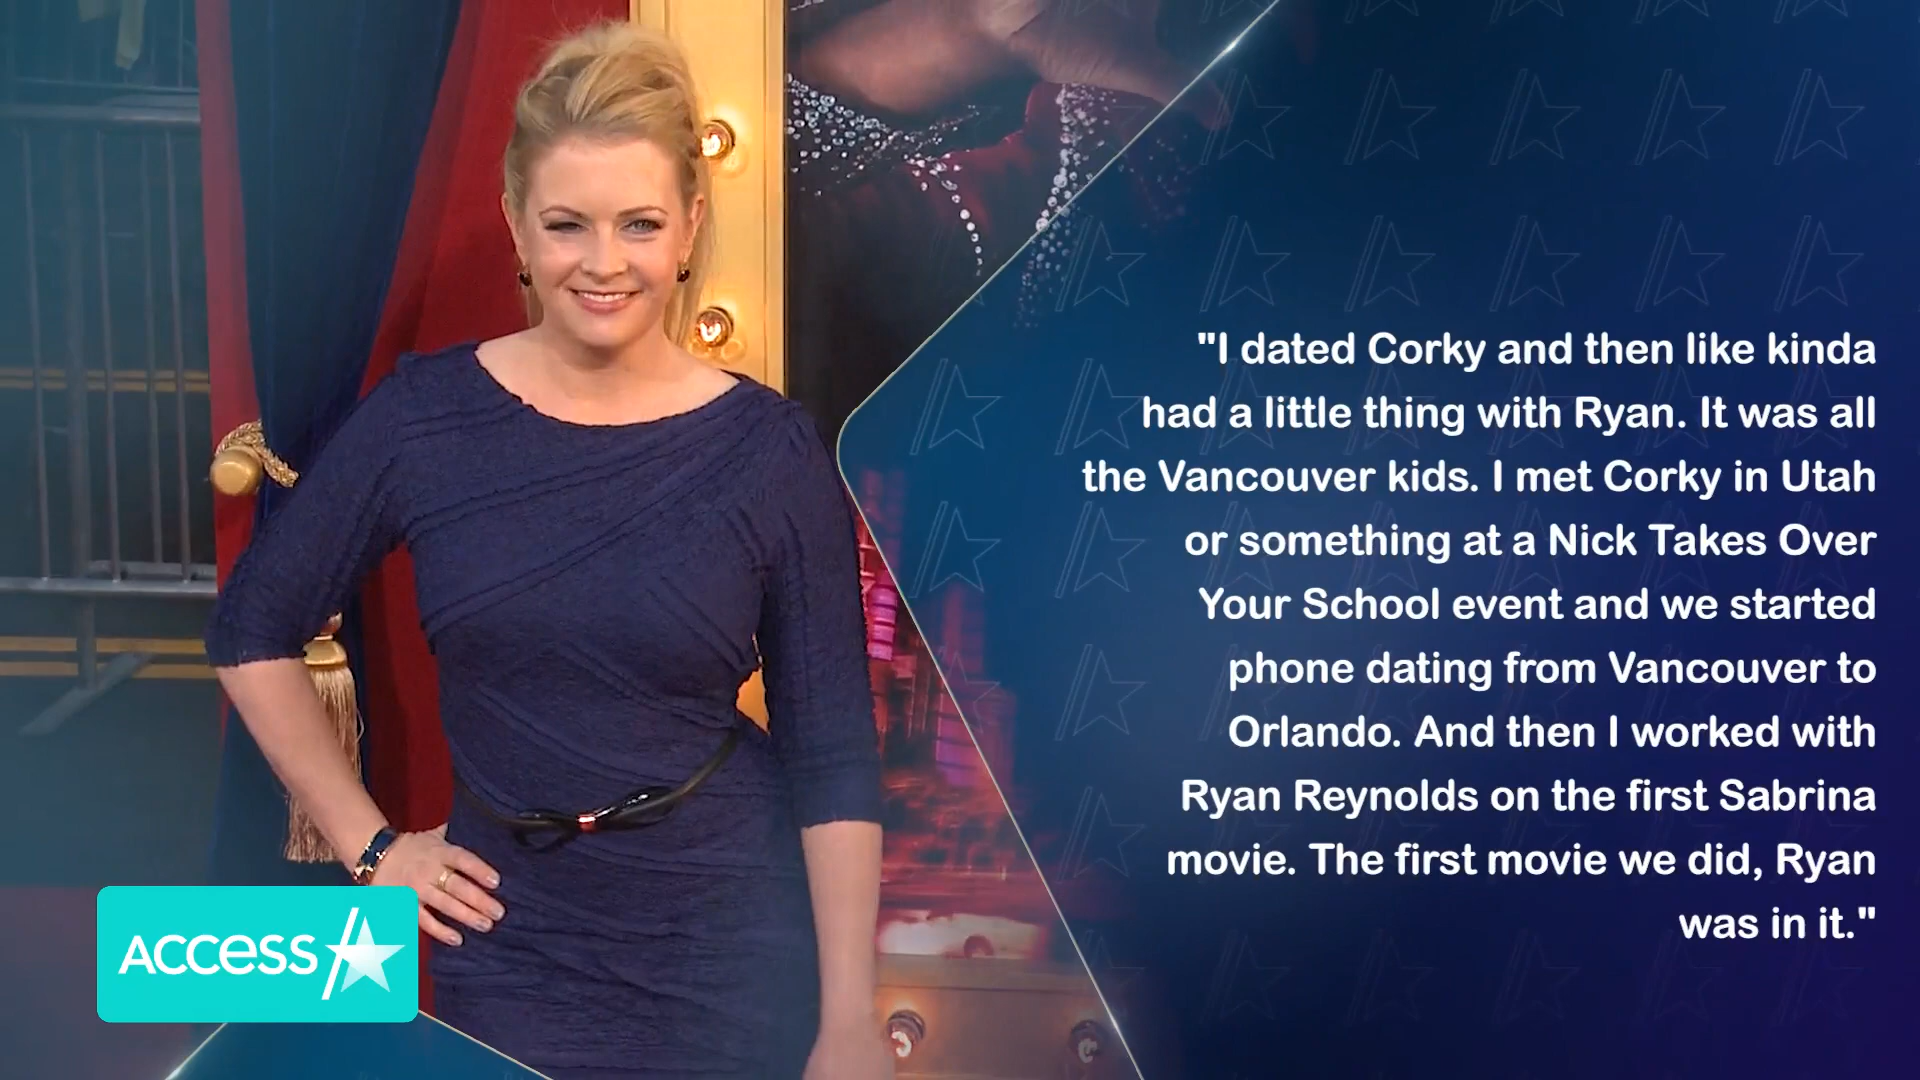 "I dated Corky and then like kinda
had a little thing with Ryan. It was all
the Vancouver kids. I met Corky in Utah
or something at a Nick Takes Over
Your School event and we started
phone dating from Vancouver to
Orlando. And then I worked with
Ryan Reynolds on the first Sabrina
movie. The first movie we did, Ryan
was in it."
ACCESS